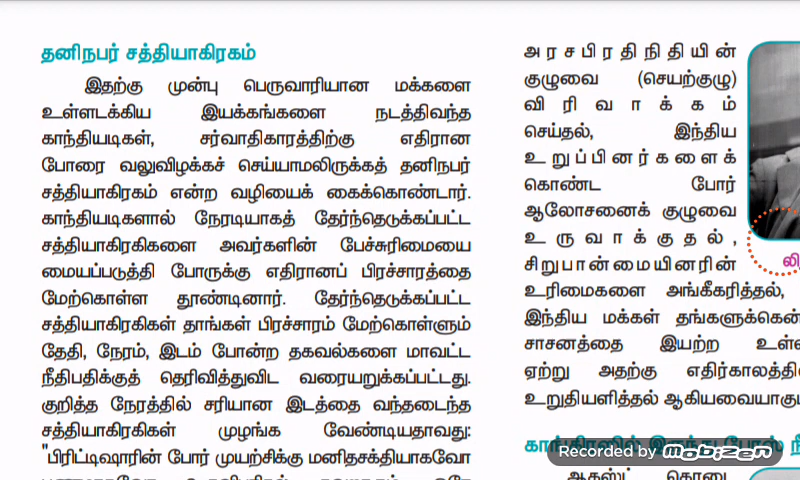 தனிநபர் சத்தியாகிரகம்
இதற்கு முன்பு பெருவாரியான மக்களை
உள்ளடக்கிய இயக்கங்களை நடத்திவந்த
காந்தியடிகள், சர்வாதிகாரத்திற்கு எதிரான
போரை வலுவிழக்கச் செய்யாமலிருக்கத் தனிநபர்
சத்தியாகிரகம் என்ற வழியைக் கைக்கொண்டார்.
காந்தியடிகளால் நேரடியாகத் தேர்ந்தெடுக்கப்பட்ட
சத்தியாகிரகிகளை அவர்களின் பேச்சுரிமையை
மையப்படுத்தி போருக்கு எதிரானப் பிரச்சாரத்தை
மேற்கொள்ள தூண்டினார். தேர்ந்தெடுக்கப்பட்ட
சத்தியாகிரகிகள் தாங்கள் பிரச்சாரம் மேற்கொள்ளும்
தேதி, நேரம், இடம் போன்ற தகவல்களை மாவட்ட
நீதிபதிக்குத் தெரிவித்துவிட வரையறுக்கப்பட்டது.
குறித்த நேரத்தில் சரியான இடத்தை வந்தடைந்த
சத்தியாகிரகிகள் முழங்க வேண்டியதாவது:
"பிரிட்டிஷாரின் போர் முயற்சிக்கு மனிதசக்தியாகவோ
அரசபிரதிநிதியின்
குழுவை (செயற்குழு)
விரிவாக்கம்
செய்தல், இந்திய
உறுப்பினர்களைக்
கொண்ட போர்
ஆலோசனைக் குழுவை
உருவாக்குதல்,
சிறுபான்மையினரின்
உரிமைகளை அங்கீகரித்தல்,
இந்திய மக்கள் தங்களுக்கென
சாசனத்தை இயற்ற
ஏற்று அதற்கு
உறுதியளித்தல்
Recorded by mobizen